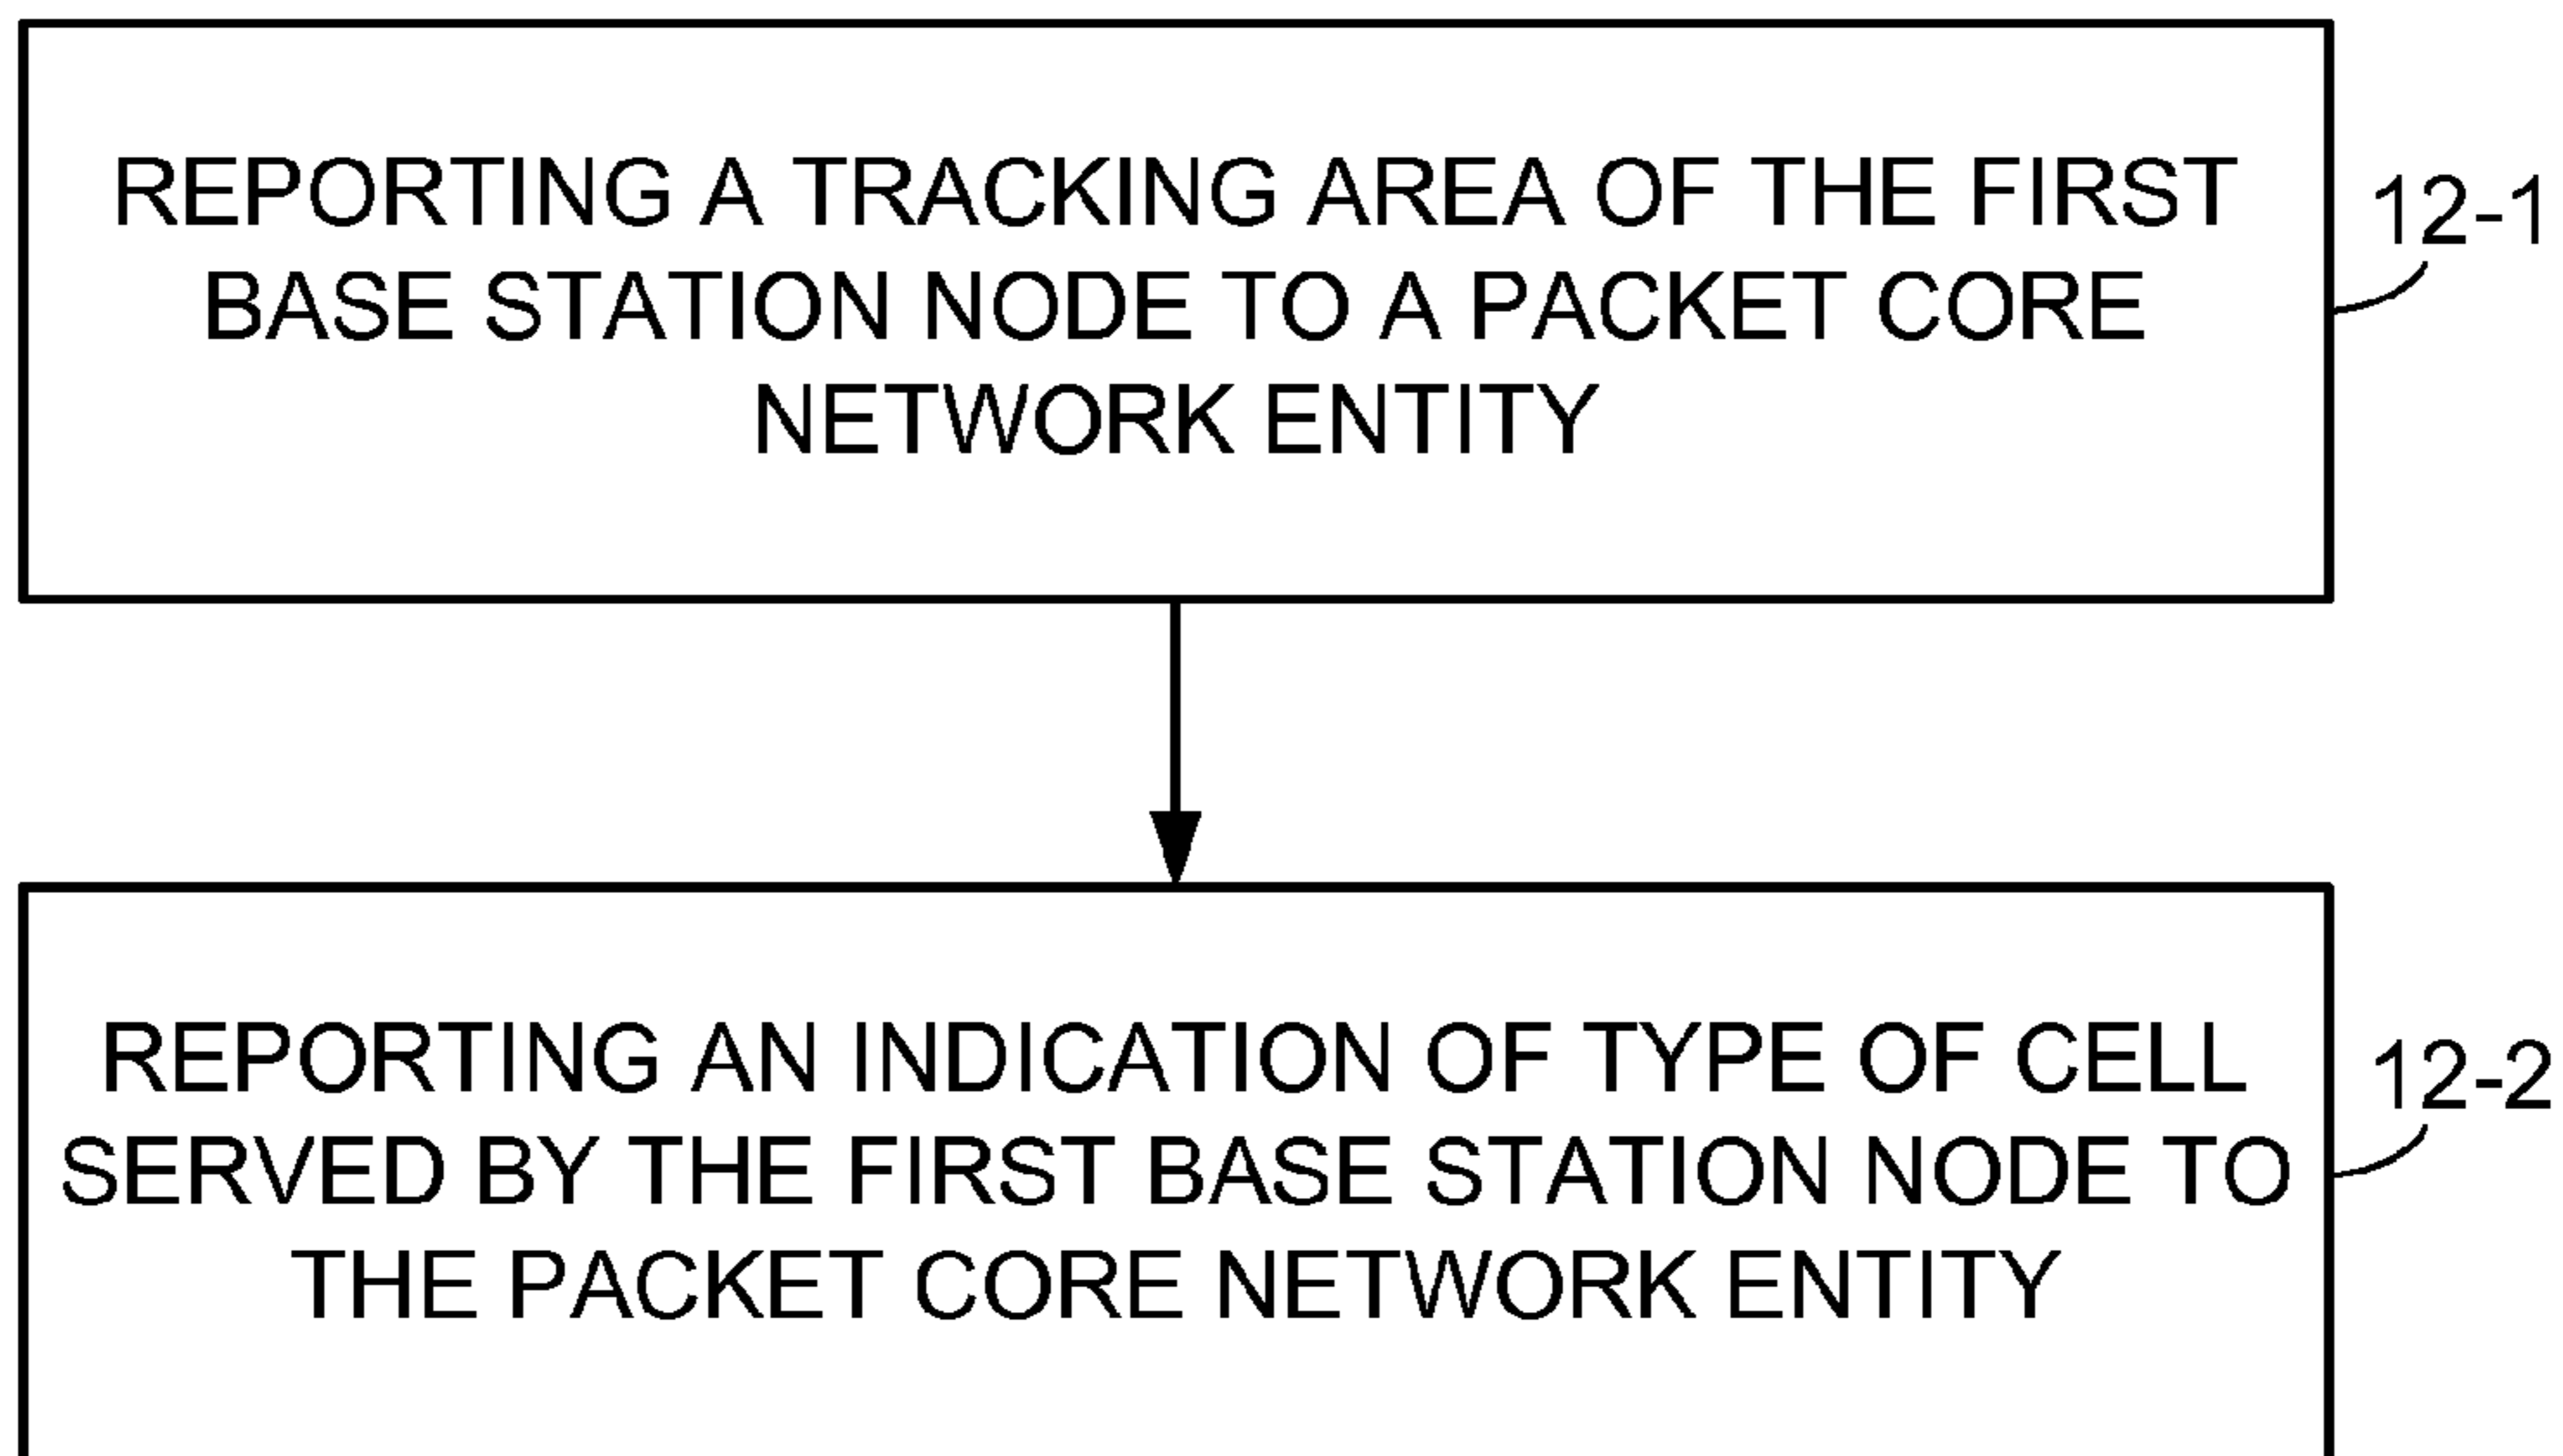 REPORTING A TRACKING AREA OF THE FIRST
BASE STATION NODE TO A PACKET CORE
NETWORK ENTITY
12-1
REPORTING AN INDICATION OF TYPE OF CELL
SERVED BY THE FIRST BASE STATION NODE TO
THE PACKET CORE NETWORK ENTITY
12-2